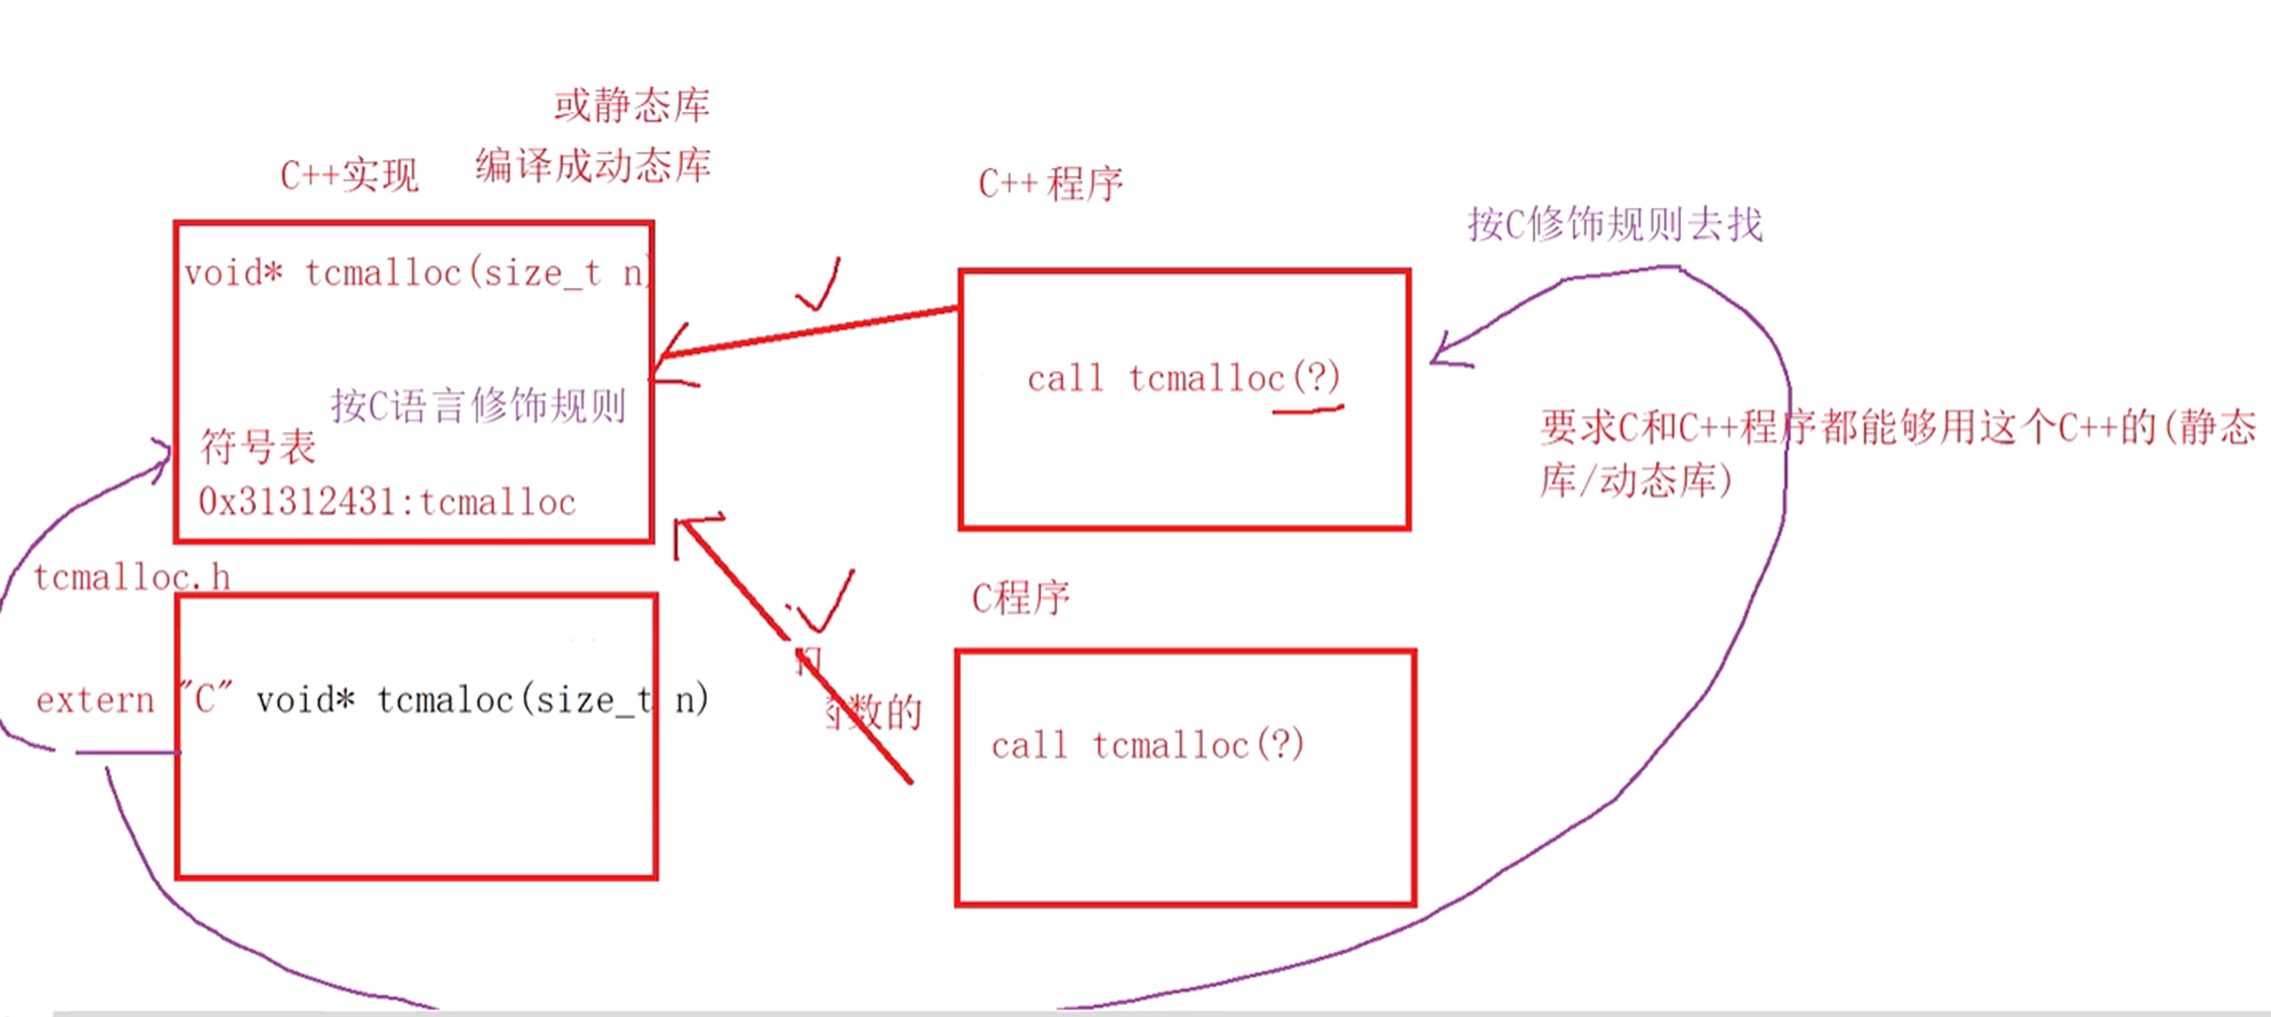 或静态库
C++实现 编译成动态库
C++程序
void* tcmalloc(size_t n)
按C语言修饰规则
符号表
0x31312431:tcmalloc
call tcmalloc(?)
按C修饰规则去找
要求C和C++程序都能够用这个C++的(静态
库/动态库)
tcmalloc.h
extern "C" void* tcmaloc(size_t n)
C程序
的
函数的
call tcmalloc(?)